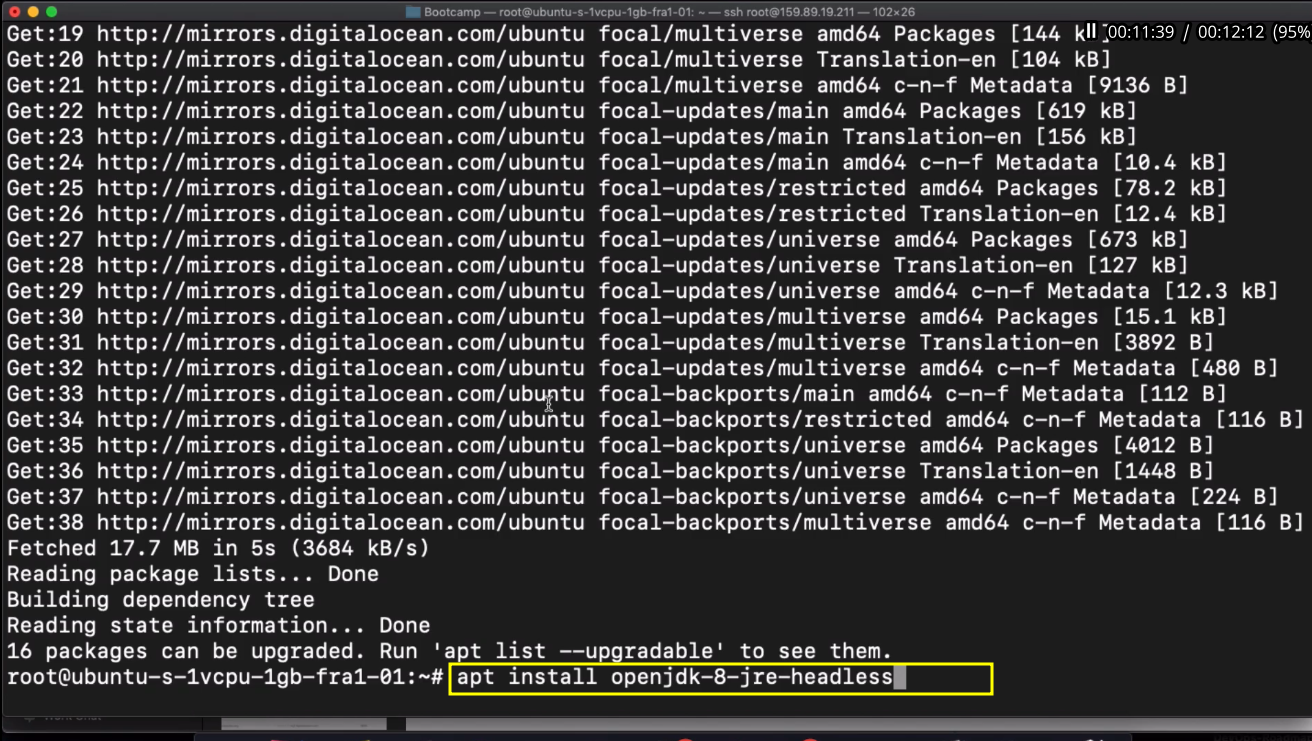 Bootcamp — root@ubuntu-s-1vcpu-1gb-fra1-01: ~ — ssh root@159.89.19.211 — 102×26
00:11:39 / 00:12:12 (95%
Get:19 http://mirrors.digitalocean.com/ubuntu focal/multiverse amd64 Packages [144 k
Get:20 http://mirrors.digitalocean.com/ubuntu focal/multiverse Translation-en [104 kB]
Get:21 http://mirrors.digitalocean.com/ubuntu focal/multiverse amd64 c-n-f Metadata [9136 B]
Get:22 http://mirrors.digitalocean.com/ubuntu focal-updates/main amd64 Packages [619 kB]
Get:23 http://mirrors.digitalocean.com/ubuntu focal-updates/main Translation-en [156 kB]
Get:24 http://mirrors.digitalocean.com/ubuntu focal-updates/main amd64 c-n-f Metadata [10.4 kB]
Get:25 http://mirrors.digitalocean.com/ubuntu focal-updates/restricted amd64 Packages [78.2 kB]
Get:26 http://mirrors.digitalocean.com/ubuntu focal-updates/restricted Translation-en [12.4 kB]
Get:27 http://mirrors.digitalocean.com/ubuntu focal-updates/universe amd64 Packages [673 kB]
Get:28 http://mirrors.digitalocean.com/ubuntu focal-updates/universe Translation-en [127 kB]
Get:29 http://mirrors.digitalocean.com/ubuntu focal-updates/universe amd64 c-n-f Metadata [12.3 kB]
Get:30 http://mirrors.digitalocean.com/ubuntu focal-updates/multiverse amd64 Packages [15.1 kB]
Get:31 http://mirrors.digitalocean.com/ubuntu focal-updates/multiverse Translation-en [3892 B]
Get:32 http://mirrors.digitalocean.com/ubuntu focal-updates/multiverse amd64 c-n-f Metadata [480 B]
Get:33 http://mirrors.digitalocean.com/ubuntu focal-backports/main amd64 c-n-f Metadata [112 B]
Get:34 http://mirrors.digitalocean.com/ubuntu focal-backports/restricted amd64 c-n-f Metadata [116 B]
Get:35 http://mirrors.digitalocean.com/ubuntu focal-backports/universe amd64 Packages [4012 B]
Get:36 http://mirrors.digitalocean.com/ubuntu focal-backports/universe Translation-en [1448 B]
Get:37 http://mirrors.digitalocean.com/ubuntu focal-backports/universe amd64 c-n-f Metadata [224 B]
Get:38 http://mirrors.digitalocean.com/ubuntu focal-backports/multiverse amd64 c-n-f Metadata [116 B]
Fetched 17.7 MB in 5s (3684 kB/s)
Reading package lists... Done
Building dependency tree
Reading state information... Done
16 packages can be upgraded. Run 'apt list --upgradable' to see them.
root@ubuntu-s-1vcpu-1gb-fra1-01:~# apt install openjdk-8-jre-headless